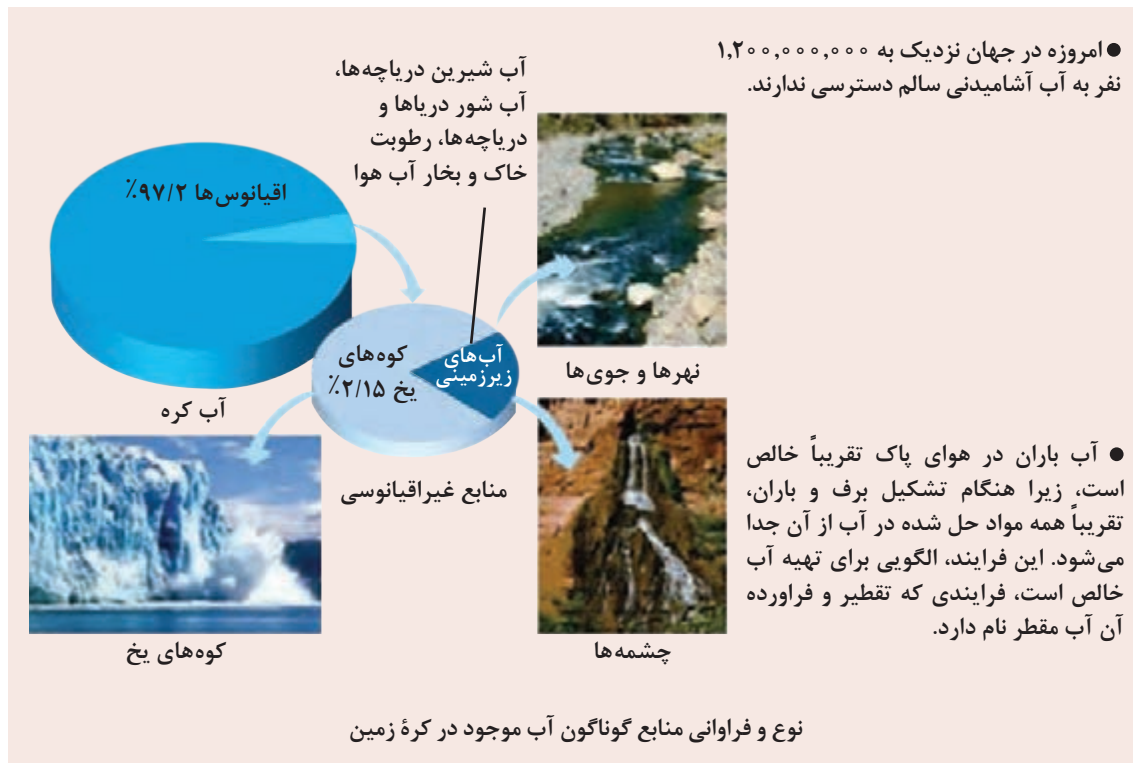 ● امروزه در جهان نزدیک به ۱,۲۰۰,۰۰۰,۰۰۰
نفر به آب آشامیدنی سالم دسترسی ندارند.
آب شیرین دریاچه‌ها،
آب شور دریاها و
دریاچه‌ها، رطوبت
خاک و بخار آب هوا
اقیانوس‌ها ۹۷/۲٪
آب کره
کوه‌های
یخ ۲/۱۵٪
آب‌های
زیرزمینی
منابع غیراقیانوسی
نهرها و جوی‌ها
● آب باران در هوای پاک تقریباً خالص
است، زیرا هنگام تشکیل برف و باران،
تقریباً همه مواد حل شده در آب از آن جدا
می‌شود. این فرایند، الگویی برای تهیه آب
خالص است، فرایندی که تقطیر و فراورده
آن آب مقطر نام دارد.
چشمه‌ها
کوه‌های یخ
نوع و فراوانی منابع گوناگون آب موجود در کرهٔ زمین